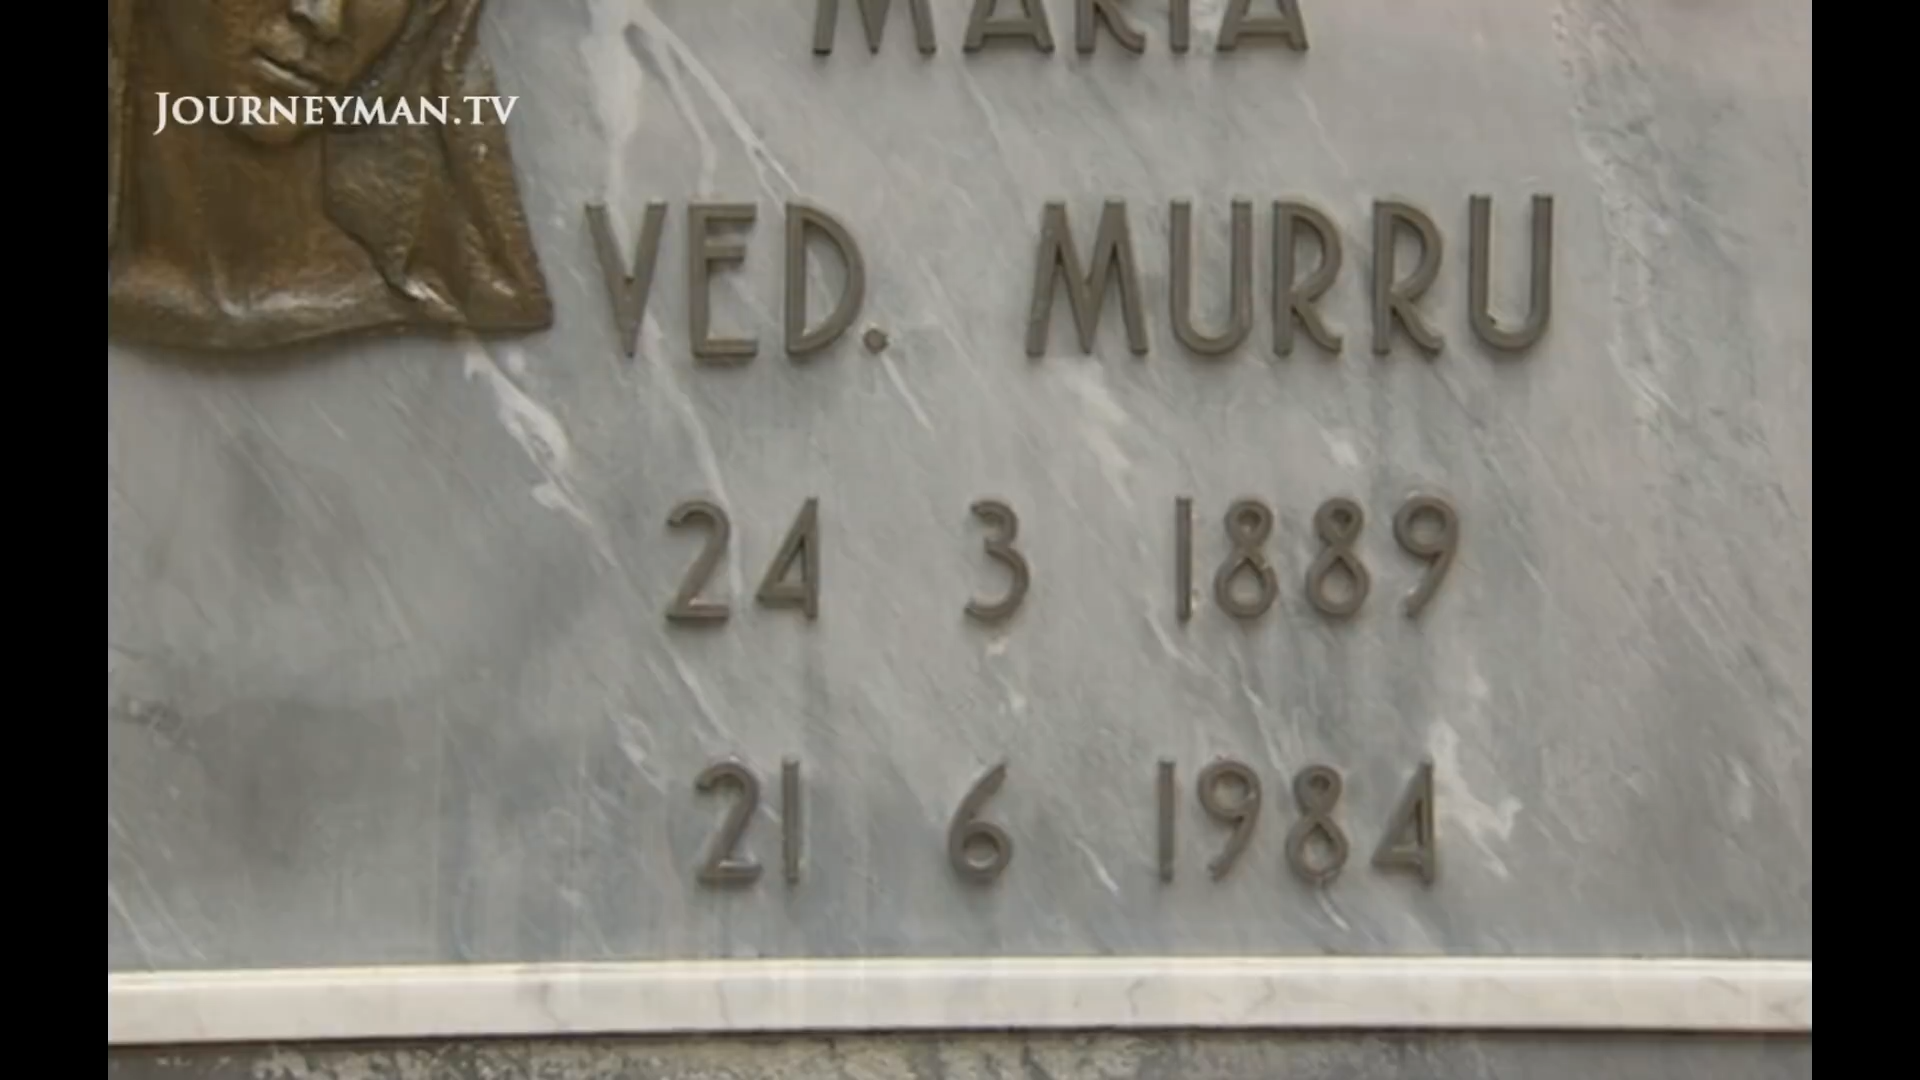 MARIA
JOURNEYMAN.TV
VED. MURRU
24 3 1889
21 6 1984